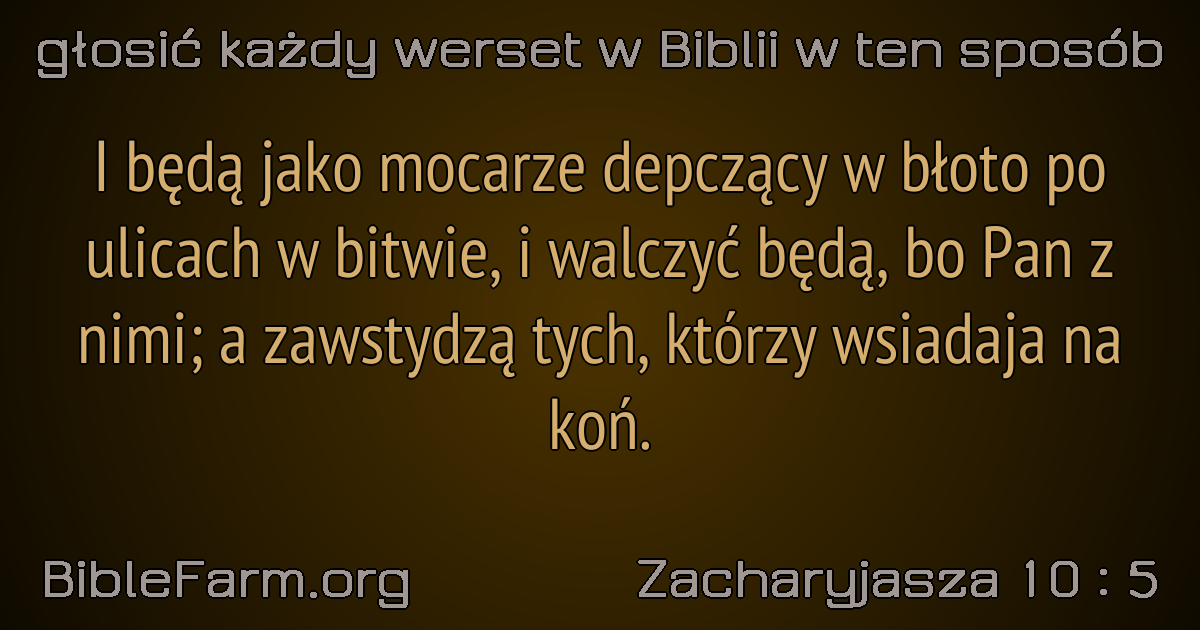 głosić każdy werset w Biblii w ten sposób
I będą jako mocarze depczący w błoto po
ulicach w bitwie, i walczyć będą, bo Pan z
nimi; a zawstydzą tych, którzy wsiadaja na
koń.
BibleFarm.org
Zacharyjasza 10 : 5